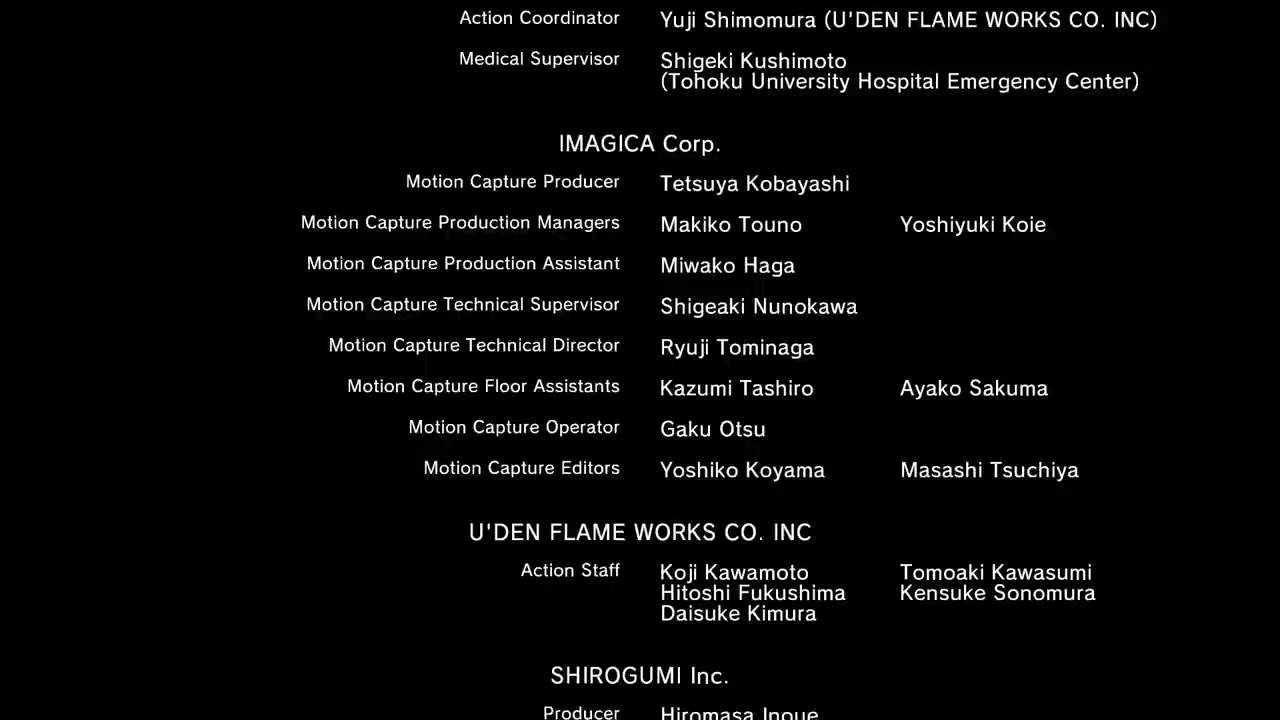 Action Coordinator Yuji Shimomura (U'DEN FLAME WORKS CO. INC)
Medical Supervisor Shigeki Kushimoto
(Tohoku University Hospital Emergency Center)
IMAGICA Corp.
Motion Capture Producer Tetsuya Kobayashi
Motion Capture Production Managers Makiko Touno Yoshiyuki Koie
Motion Capture Production Assistant Miwako Haga
Motion Capture Technical Supervisor Shigeaki Nunokawa
Motion Capture Technical Director Ryuji Tominaga
Motion Capture Floor Assistants Kazumi Tashiro Ayako Sakuma
Motion Capture Operator Gaku Otsu
Motion Capture Editors Yoshiko Koyama Masashi Tsuchiya
U'DEN FLAME WORKS CO. INC
Action Staff Koji Kawamoto Tomoaki Kawasumi
Hitoshi Fukushima Kensuke Sonomura
Daisuke Kimura
SHIROGUMI Inc.
Producer Hiromasa Inoue